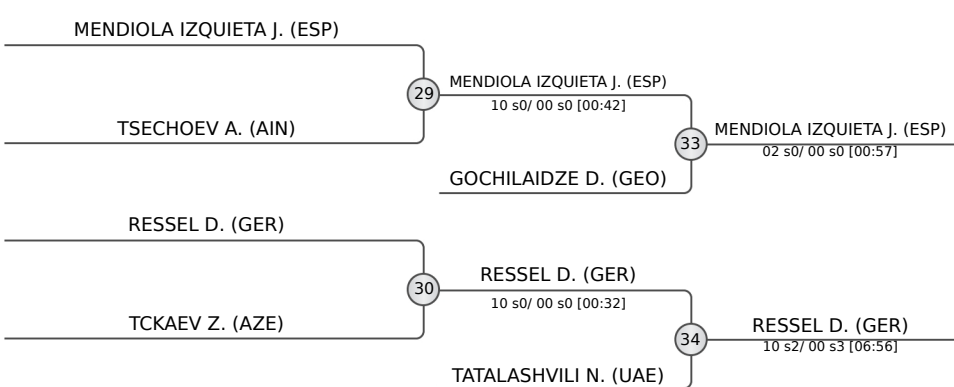 MENDIOLA IZQUIETA J. (ESP)
29
MENDIOLA IZQUIETA J. (ESP)
10 s0/ 00 s0 [00:42]
TSECHOEV A. (AIN)
33
MENDIOLA IZQUIETA J. (ESP)
02 s0/ 00 s0 [00:57]
GOCHILAIDZE D. (GEO)
RESSEL D. (GER)
30
RESSEL D. (GER)
10 s0/ 00 s0 [00:32]
TCKAEV Z. (AZE)
34
RESSEL D. (GER)
10 s2/ 00 s3 [06:56]
TATALASHVILI N. (UAE)